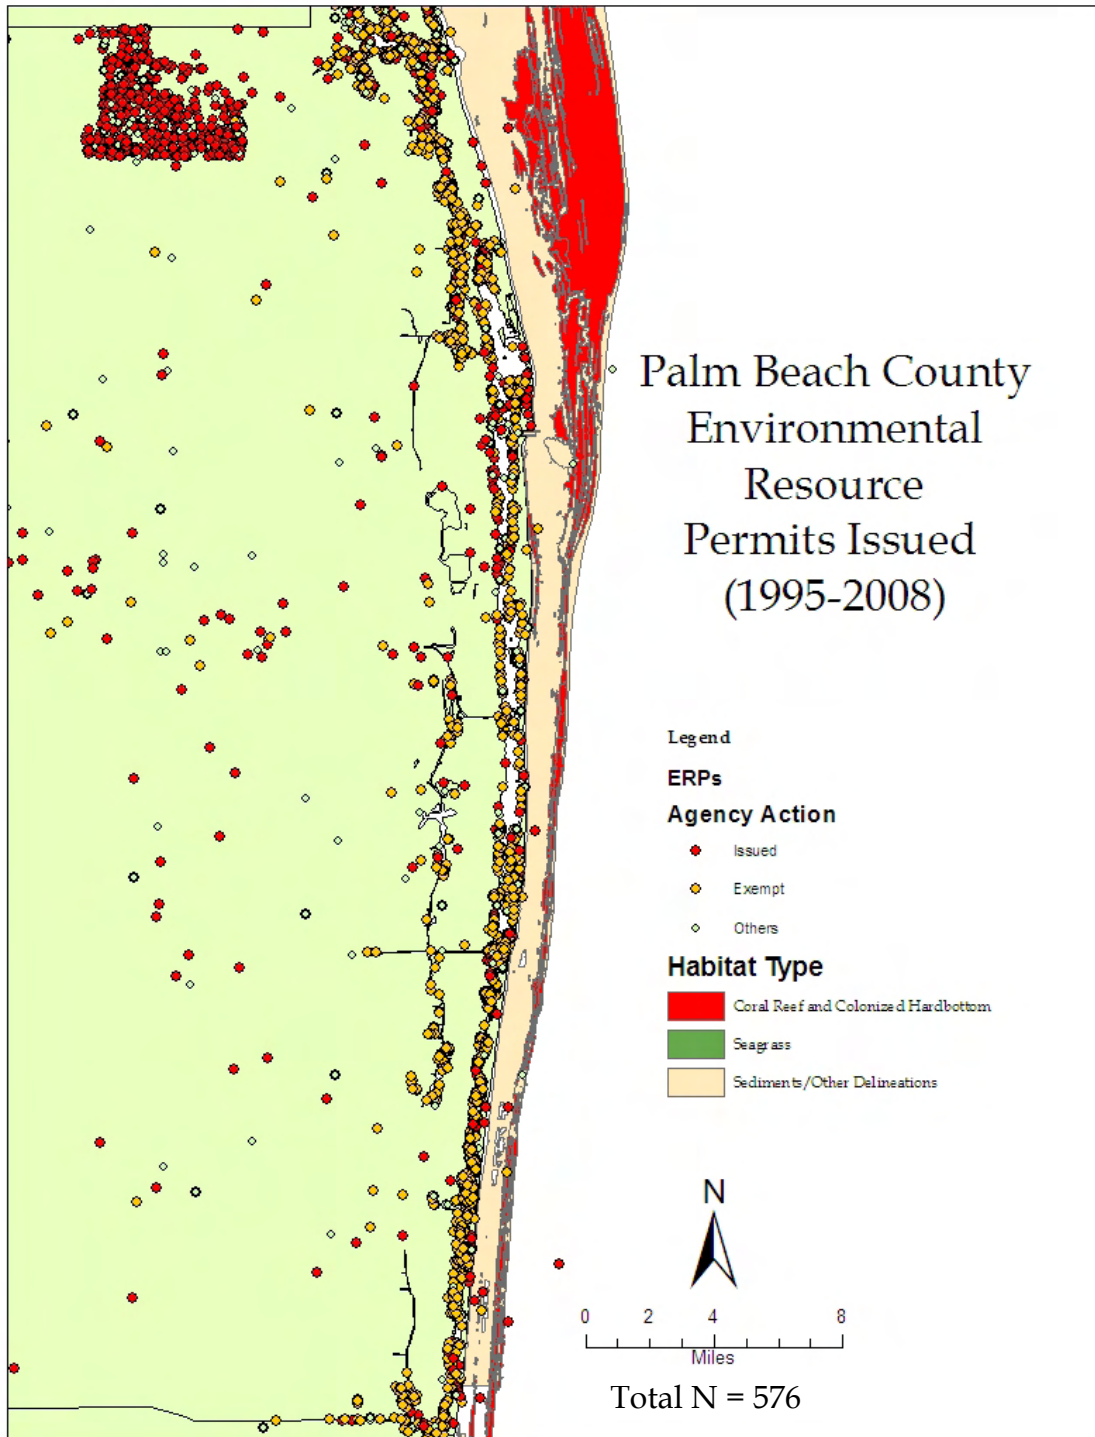 Palm Beach County
Environmental
Resource
Permits Issued
(1995-2008)
Legend
ERPs
Agency Action
Issued
Exempt
Others
Habitat Type
Coral Reef and Colonized Hardbottom
Seagrass
Sediments/Other Delineations
N
0 2 4 8
Miles
Total N = 576